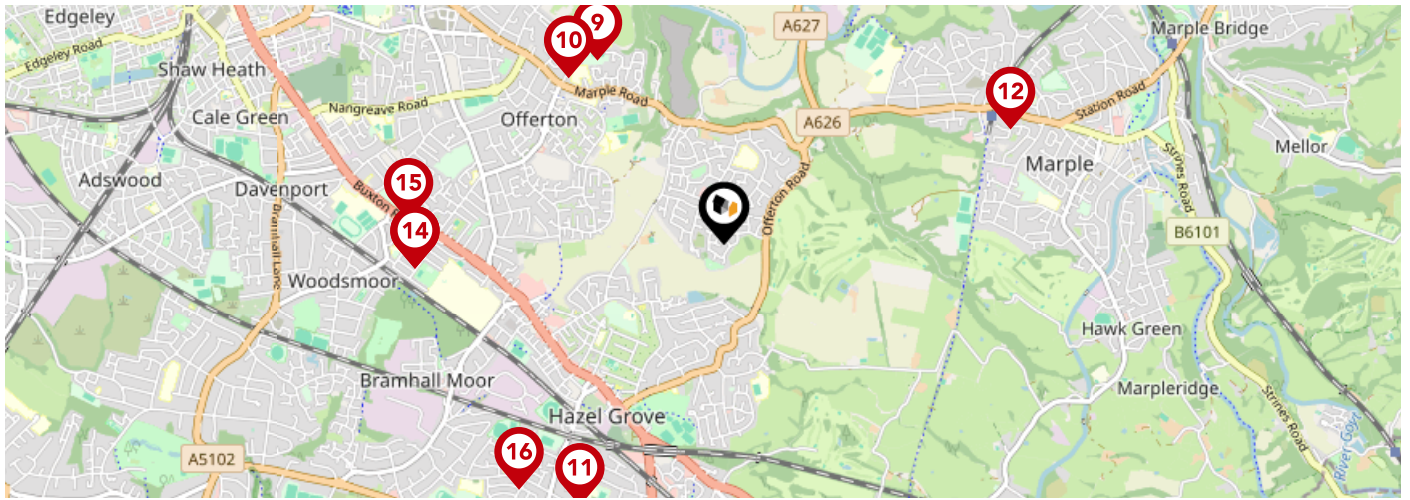 Edgeley
9
A627
Marple Bridge
10
Edgeley Road
Shaw Heath
12
Marple Road
Station Road
Nangreave Road
Cale Green
Offerton
A626
Mellor
Marple
Strines Road
Adswood
15
Davenport
Buxton
Offerton Road
Bramhall Lane
14
B6101
Woodsmoor
Hawk Green
Bramhall Moor
Marpleridge
Hazel Grove
Strines Road
River Goyt
16
A5102
11